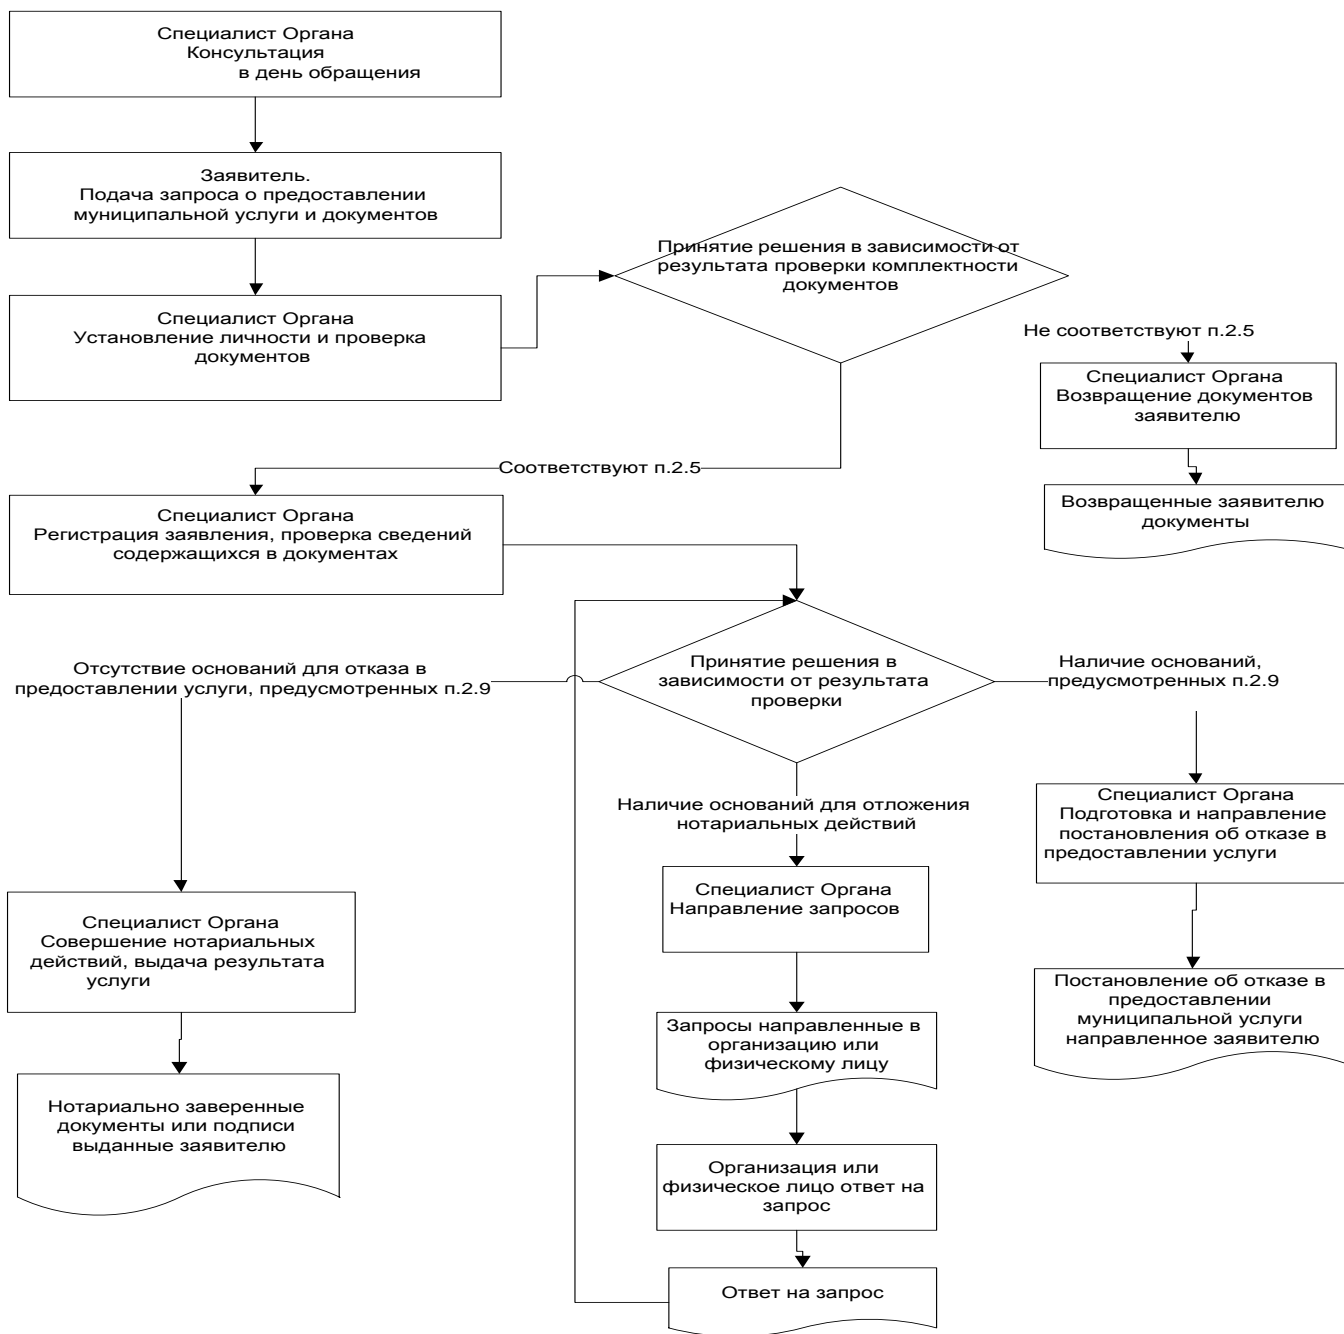 Специалист Органа
Консультация
в день обращения
Заявитель.
Подача запроса о предоставлении
муниципальной услуги и документов
Специалист Органа
Установление личности и проверка
документов
Принятие решения в зависимости от
результата проверки комплектности
документов
Не соответствуют п.2.5
Специалист Органа
Возвращение документов
заявителю
Возвращенные заявителю
документы
Соответствуют п.2.5
Специалист Органа
Регистрация заявления, проверка сведений
содержащихся в документах
Принятие решения в
зависимости от результата
проверки
Отсутствие оснований для отказа в
предоставлении услуги, предусмотренных п.2.9
Наличие оснований,
предусмотренных п.2.9
Наличие оснований для отложения
нотариальных действий
Специалист Органа
Подготовка и направление
постановления об отказе в
предоставлении услуги
Специалист Органа
Направление запросов
Специалист Органа
Совершение нотариальных
действий, выдача результата
услуги
Постановление об отказе в
предоставлении
муниципальной услуги
направленное заявителю
Запросы направленные в
организацию или
физическому лицу
Нотариально заверенные
документы или подписи
выданные заявителю
Организация или
физическое лицо ответ на
запрос
Ответ на запрос